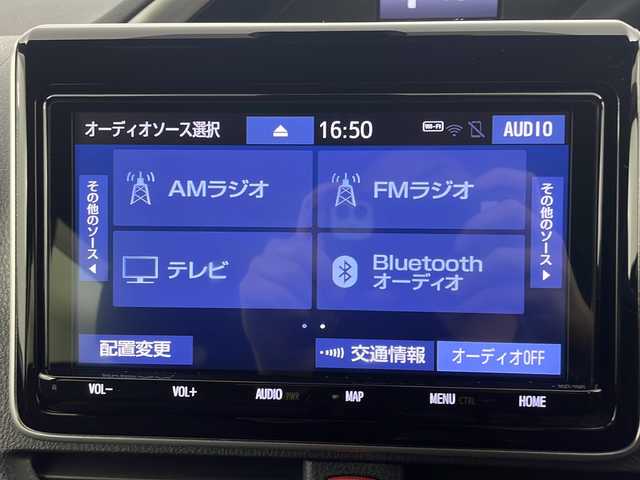 オーディオソース選択
16:50
Wi-Fi
AUDIO
その他のソース
AMラジオ
FMラジオ
その他のソース
テレビ
Bluetooth
オーディオ
配置変更
交通情報
オーディオOFF
VOL−
VOL+
AUDIO PWR
MAP
MENU CTRL
HOME